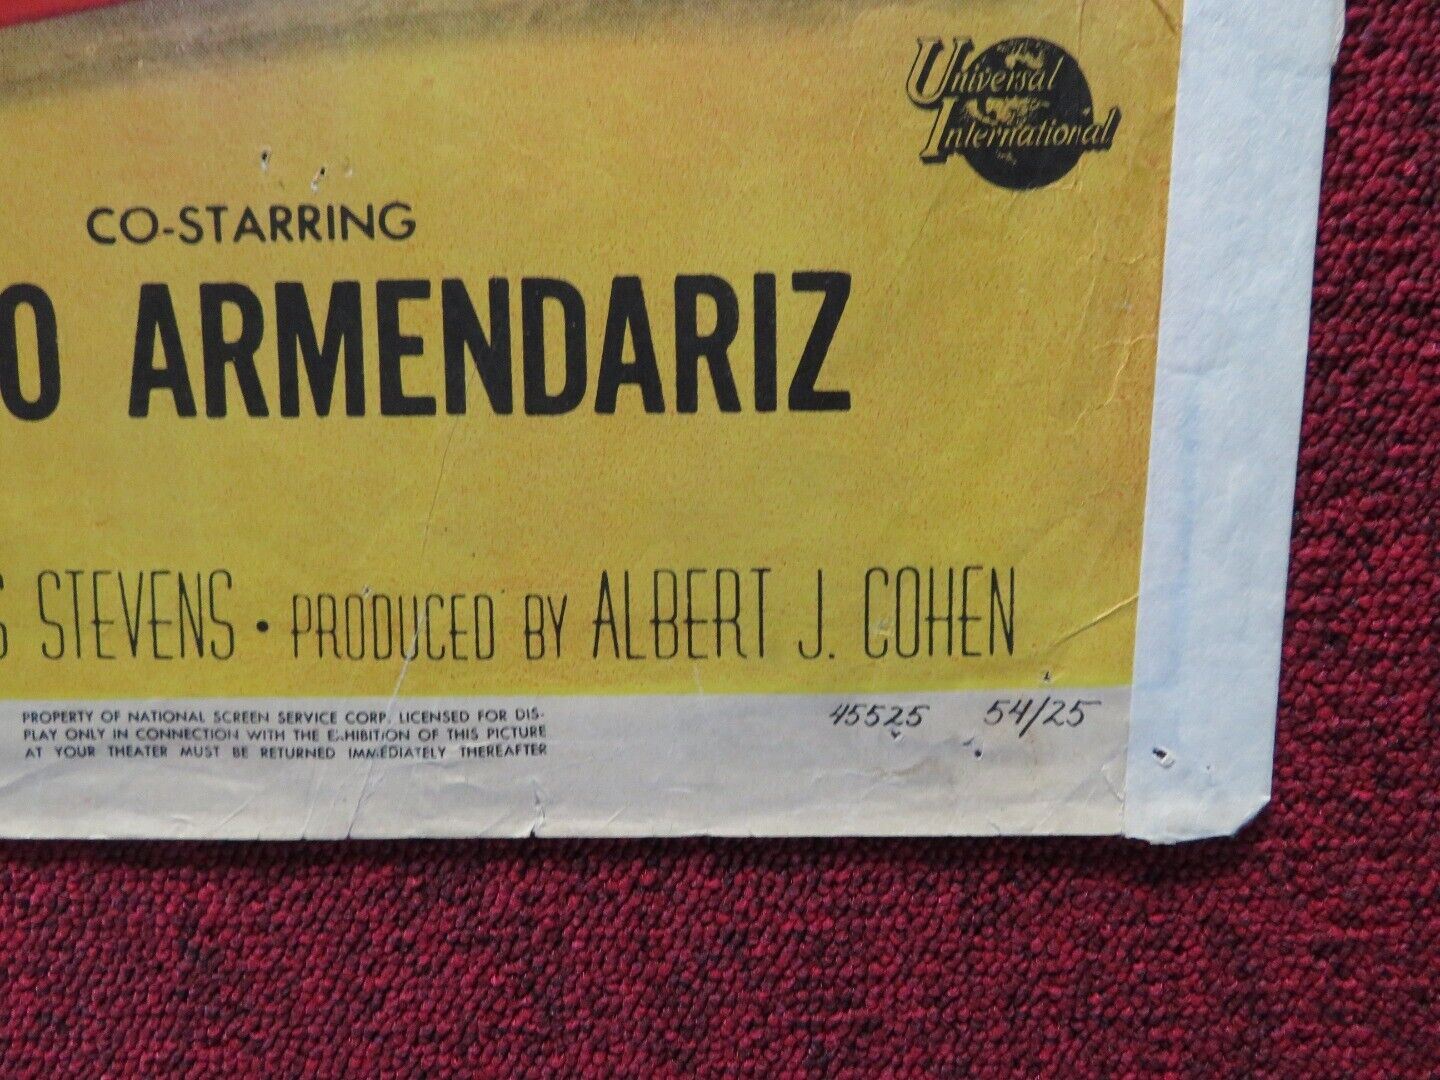 Universal
International
CO-STARRING
O ARMENDARIZ
S STEVENS · PRODUCED BY ALBERT J. COHEN
PROPERTY OF NATIONAL SCREEN SERVICE CORP. LICENSED FOR DIS-
PLAY ONLY IN CONNECTION WITH THE EXHIBITION OF THIS PICTURE
AT YOUR THEATER MUST BE RETURNED IMMEDIATELY THEREAFTER
45525 54/25